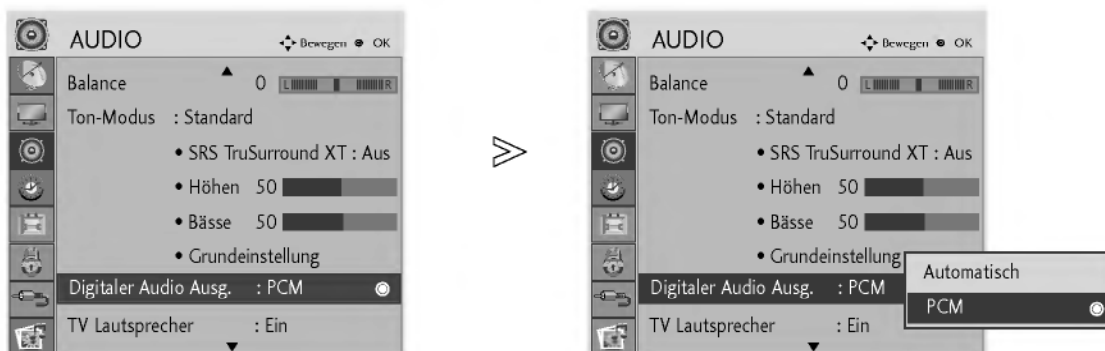 AUDIO Bewegen OK
Balance 0 L R
Ton-Modus : Standard
• SRS TruSurround XT : Aus
• Höhen 50
• Bässe 50
• Grundeinstellung
Digitaler Audio Ausg. : PCM
TV Lautsprecher : Ein
AUDIO Bewegen OK
Balance 0 L R
Ton-Modus : Standard
• SRS TruSurround XT : Aus
• Höhen 50
• Bässe 50
• Grundeinstellung
Digitaler Audio Ausg. : PCM
TV Lautsprecher : Ein
Automatisch
PCM